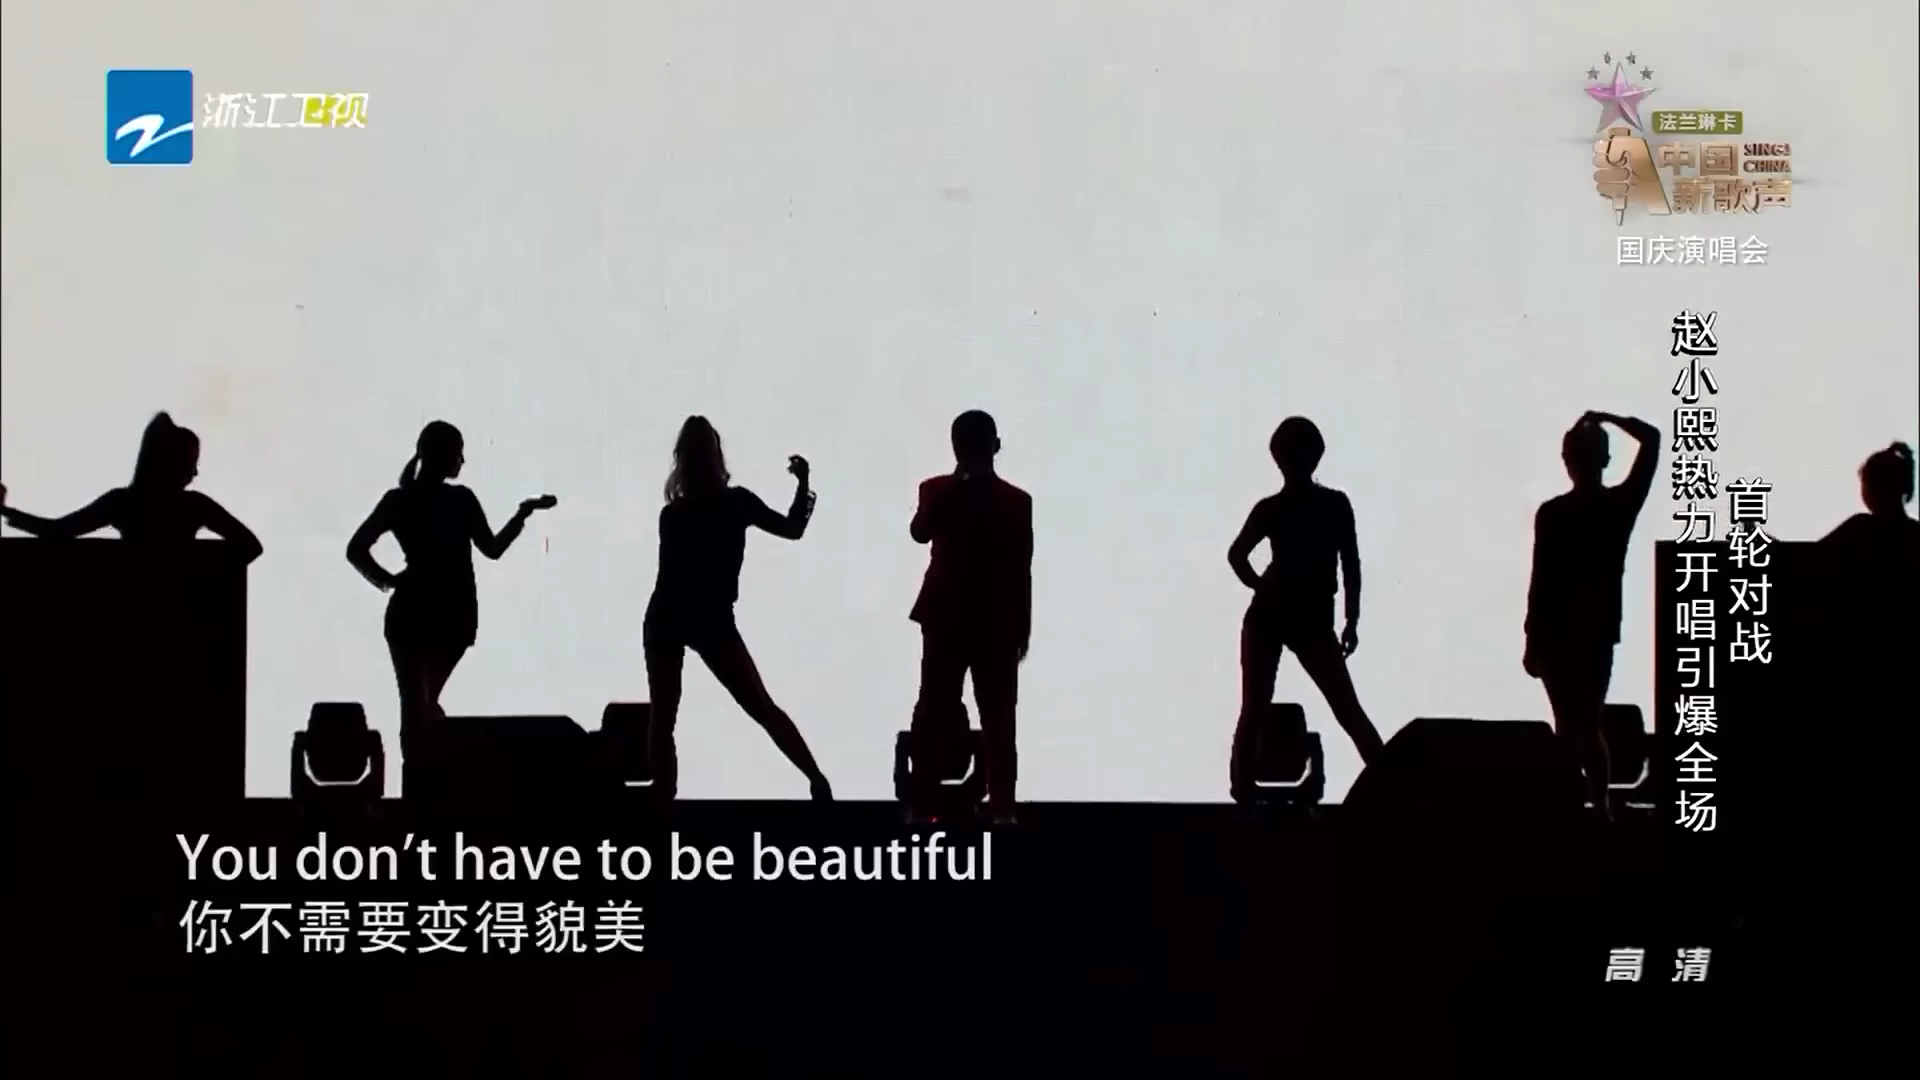 浙江卫视
法兰琳卡
中国
SING!
CHINA
新歌声
国庆演唱会
首轮对战
赵小熙热力开唱引爆全场
You don't have to be beautiful
你不需要变得貌美
高清